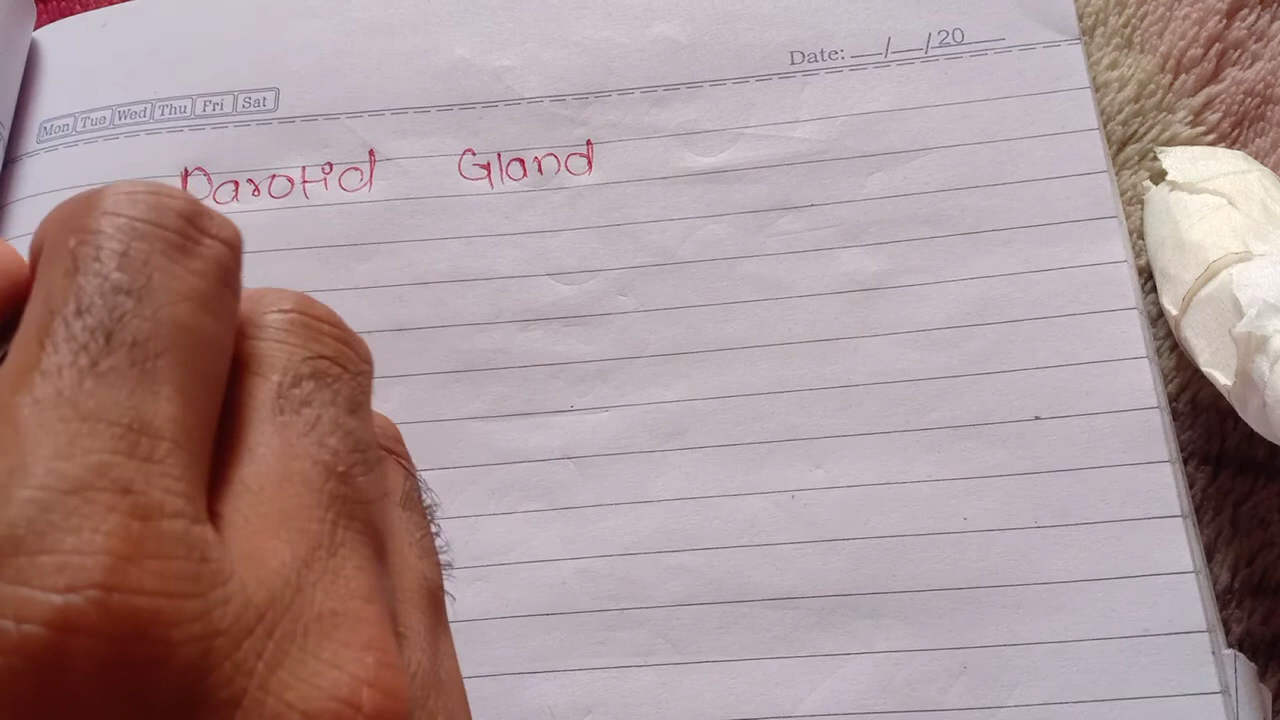 Date: __/__/20
Mon Tue Wed Thu Fri Sat
Parotid Gland